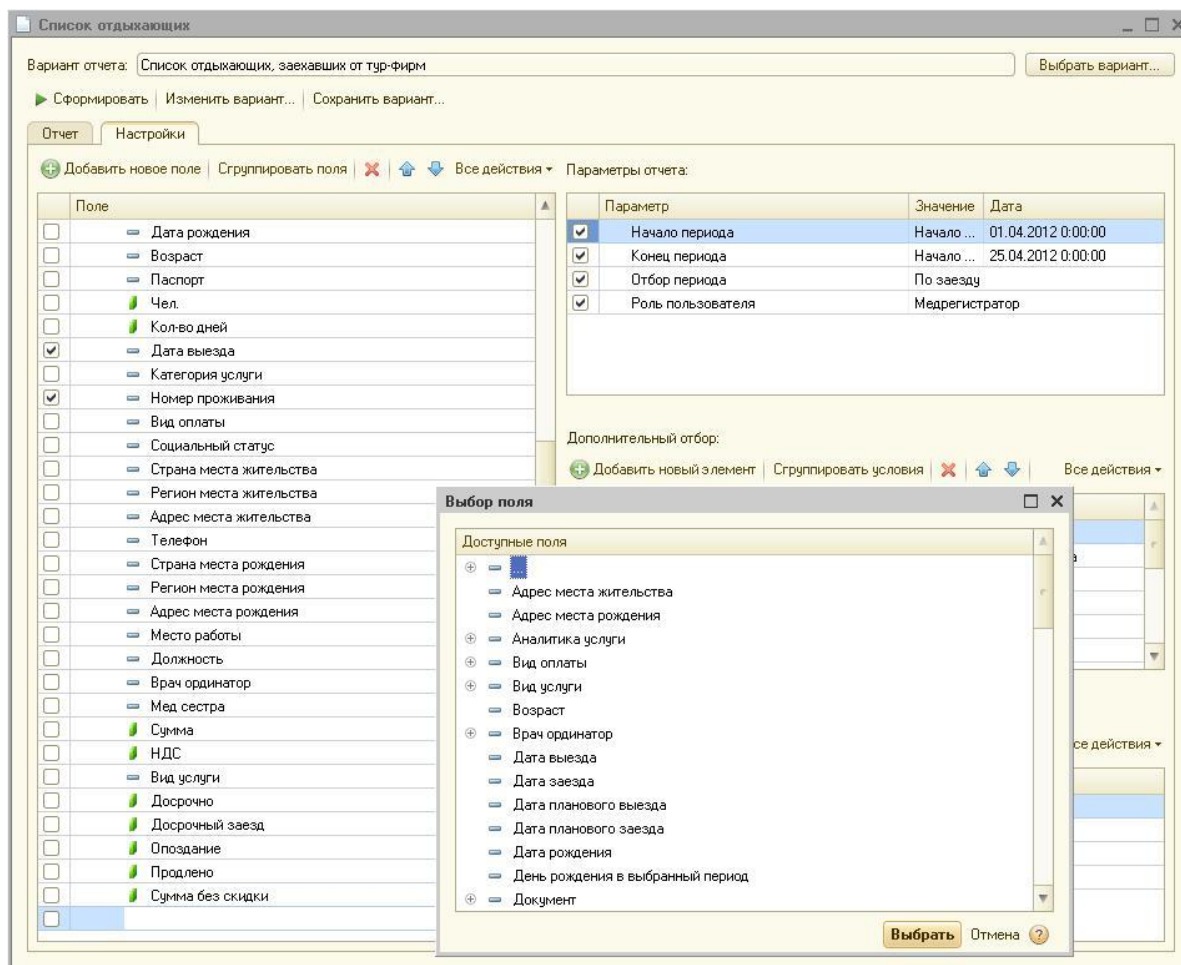 Список отдыхающих
Вариант отчета: Список отдыхающих, заехавших от тур-фирм Выбрать вариант...
Сформировать Изменить вариант... Сохранить вариант...
Отчет Настройки
Добавить новое поле Сгруппировать поля Все действия
Поле
Дата рождения
Возраст
Паспорт
Чел.
Кол-во дней
Дата выезда
Категория услуги
Номер проживания
Вид оплаты
Социальный статус
Страна места жительства
Регион места жительства
Адрес места жительства
Телефон
Страна места рождения
Регион места рождения
Адрес места рождения
Место работы
Должность
Врач ординатор
Мед сестра
Сумма
НДС
Вид услуги
Досрочно
Досрочный заезд
Опоздание
Продлено
Сумма без скидки
Параметры отчета:
Параметр Значение Дата
Начало периода Начало ... 01.04.2012 0:00:00
Конец периода Начало ... 25.04.2012 0:00:00
Отбор периода По заезду
Роль пользователя Медрегистратор
Дополнительный отбор:
Добавить новый элемент Сгруппировать условия Все действия
се действия
Выбор поля
Доступные поля
...
Адрес места жительства
Адрес места рождения
Аналитика услуги
Вид оплаты
Вид услуги
Возраст
Врач ординатор
Дата выезда
Дата заезда
Дата планового выезда
Дата планового заезда
Дата рождения
День рождения в выбранный период
Документ
Выбрать Отмена ?